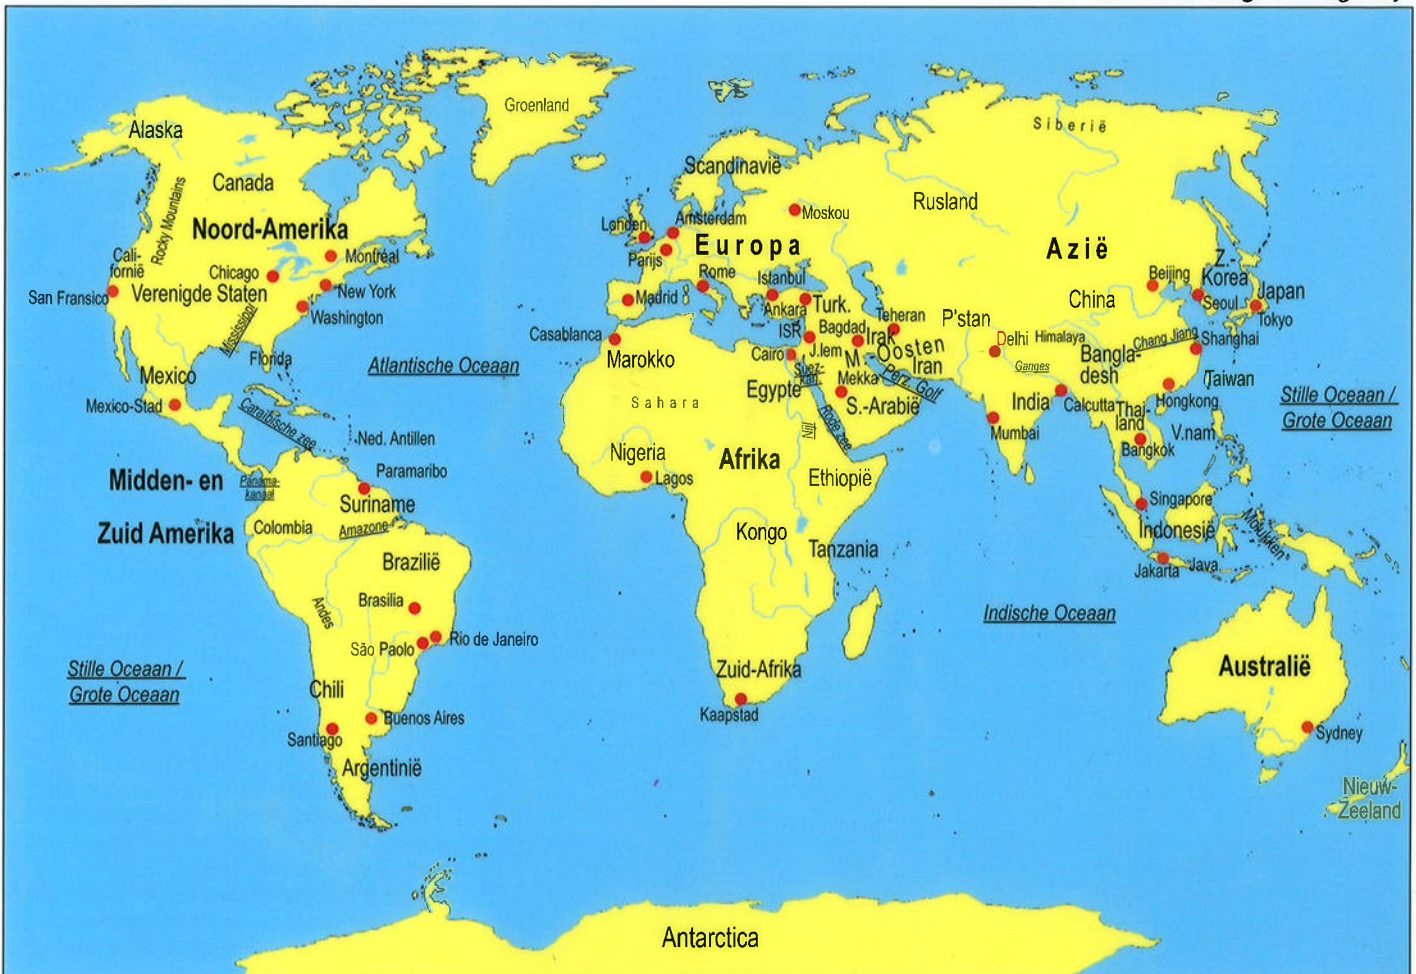 Groenland
Alaska
Siberië
Scandinavië
Canada
Rusland
Rocky Mountains
Moskou
Noord-Amerika
Londen
Amsterdam
Europa
Azië
Cali-
fornië
Montréal
Parijs
Z.-
Korea
Chicago
Rome
Istanbul
Beijing
San Fransico
Verenigde Staten
New York
Madrid
Ankara
Turk.
China
Seoul
Japan
Washington
Teheran
P'stan
Tokyo
Mississippi
Casablanca
ISR
Bagdad
Irak
Delhi
Himalaya
Chang Jiang
Shanghai
Florida
Marokko
Cairo
J.lem
M.-Oosten
Iran
Bangla-
desh
Atlantische Oceaan
Suez-
kan.
Ganges
Mexico
Mekka
Perz. Golf
Taiwan
Egypte
Mexico-Stad
Caraïbische zee
Sahara
S.-Arabië
India
Calcutta
Thai-
land
Hongkong
Stille Oceaan /
Grote Oceaan
Nijl
Rode zee
Mumbai
V.nam
Ned. Antillen
Bangkok
Nigeria
Afrika
Paramaribo
Midden- en
Panama-
kanaal
Lagos
Ethiopië
Suriname
Singapore
Zuid Amerika
Colombia
Amazone
Kongo
Indonesië
Molukken
Tanzania
Brazilië
Jakarta
Java
Brasilia
Andes
Indische Oceaan
São Paolo
Rio de Janeiro
Stille Oceaan /
Grote Oceaan
Zuid-Afrika
Australië
Chili
Kaapstad
Buenos Aires
Santiago
Sydney
Argentinië
Nieuw-
Zeeland
Antarctica